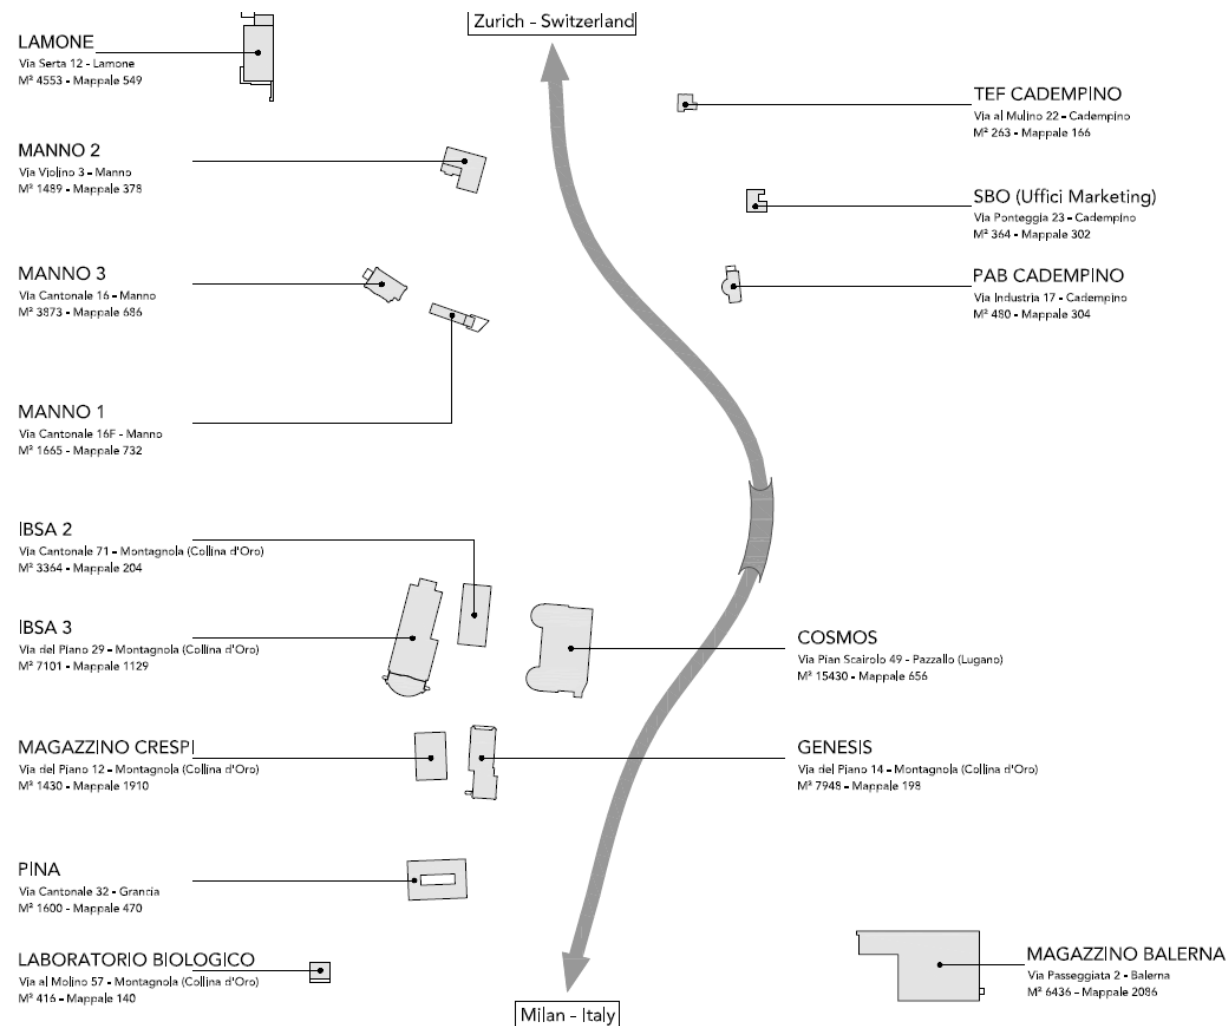 Zurich - Switzerland
LAMONE
Via Serta 12 - Lamone
M² 4553 - Mappale 549
TEF CADEMPINO
Via al Mulino 22 - Cadempino
M² 263 - Mappale 166
MANNO 2
Via Violino 3 - Manno
M² 1489 - Mappale 378
SBO (Uffici Marketing)
Via Ponteggia 23 - Cadempino
M² 364 - Mappale 302
MANNO 3
Via Cantonale 16 - Manno
M² 3873 - Mappale 686
PAB CADEMPINO
Via Industria 17 - Cadempino
M² 480 - Mappale 304
MANNO 1
Via Cantonale 16F - Manno
M² 1665 - Mappale 732
IBSA 2
Via Cantonale 71 - Montagnola (Collina d'Oro)
M² 3364 - Mappale 204
IBSA 3
Via del Piano 29 - Montagnola (Collina d'Oro)
M² 7101 - Mappale 1129
COSMOS
Via Pian Scairolo 49 - Pazzallo (Lugano)
M² 15430 - Mappale 656
MAGAZZINO CRESPI
Via del Piano 12 - Montagnola (Collina d'Oro)
M² 1430 - Mappale 1910
GENESIS
Via del Piano 14 - Montagnola (Collina d'Oro)
M² 7948 - Mappale 198
PINA
Via Cantonale 32 - Grancia
M² 1600 - Mappale 470
LABORATORIO BIOLOGICO
Via al Molino 57 - Montagnola (Collina d'Oro)
M² 416 - Mappale 140
MAGAZZINO BALERNA
Via Passeggiata 2 - Balerna
M² 6436 - Mappale 2086
Milan - Italy